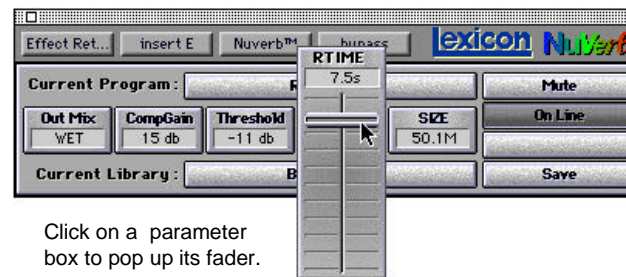 Effect Ret... insert E Nuverb™ bypass lexicon NuVerb
RTIME
7.5s
Current Program: R Mute
Out Mix CompGain Threshold SIZE On Line
WET 15 db -11 db 50.1M
Current Library: B Save
Click on a parameter
box to pop up its fader.